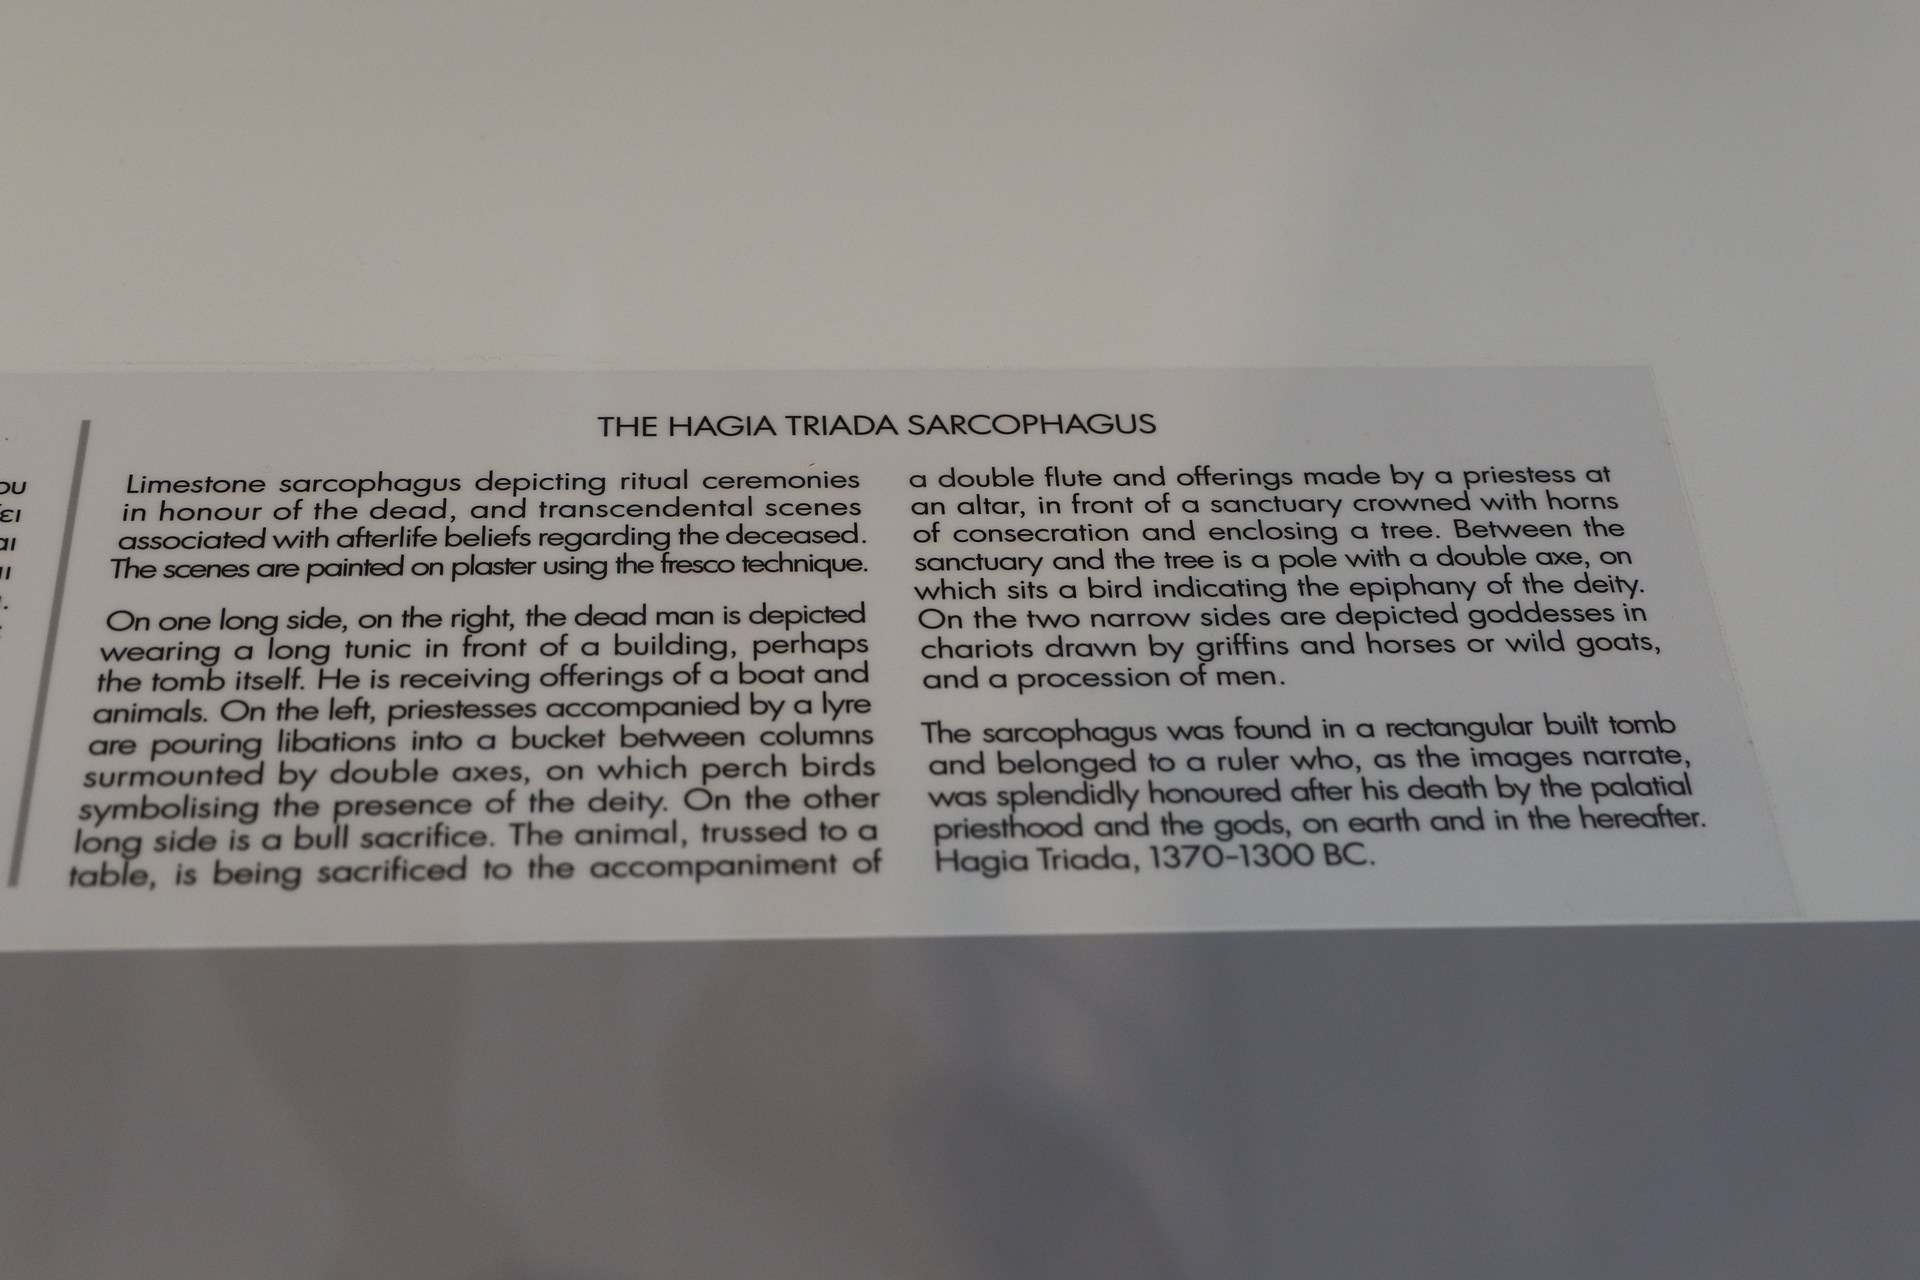 ου
ει
αι
THE HAGIA TRIADA SARCOPHAGUS
Limestone sarcophagus depicting ritual ceremonies
in honour of the dead, and transcendental scenes
associated with afterlife beliefs regarding the deceased.
The scenes are painted on plaster using the fresco technique.
On one long side, on the right, the dead man is depicted
wearing a long tunic in front of a building, perhaps
the tomb itself. He is receiving offerings of a boat and
animals. On the left, priestesses accompanied by a lyre
are pouring libations into a bucket between columns
surmounted by double axes, on which perch birds
symbolising the presence of the deity. On the other
long side is a bull sacrifice. The animal, trussed to a
table, is being sacrificed to the accompaniment of
a double flute and offerings made by a priestess at
an altar, in front of a sanctuary crowned with horns
of consecration and enclosing a tree. Between the
sanctuary and the tree is a pole with a double axe, on
which sits a bird indicating the epiphany of the deity.
On the two narrow sides are depicted goddesses in
chariots drawn by griffins and horses or wild goats,
and a procession of men.
The sarcophagus was found in a rectangular built tomb
and belonged to a ruler who, as the images narrate,
was splendidly honoured after his death by the palatial
priesthood and the gods, on earth and in the hereafter.
Hagia Triada, 1370-1300 BC.